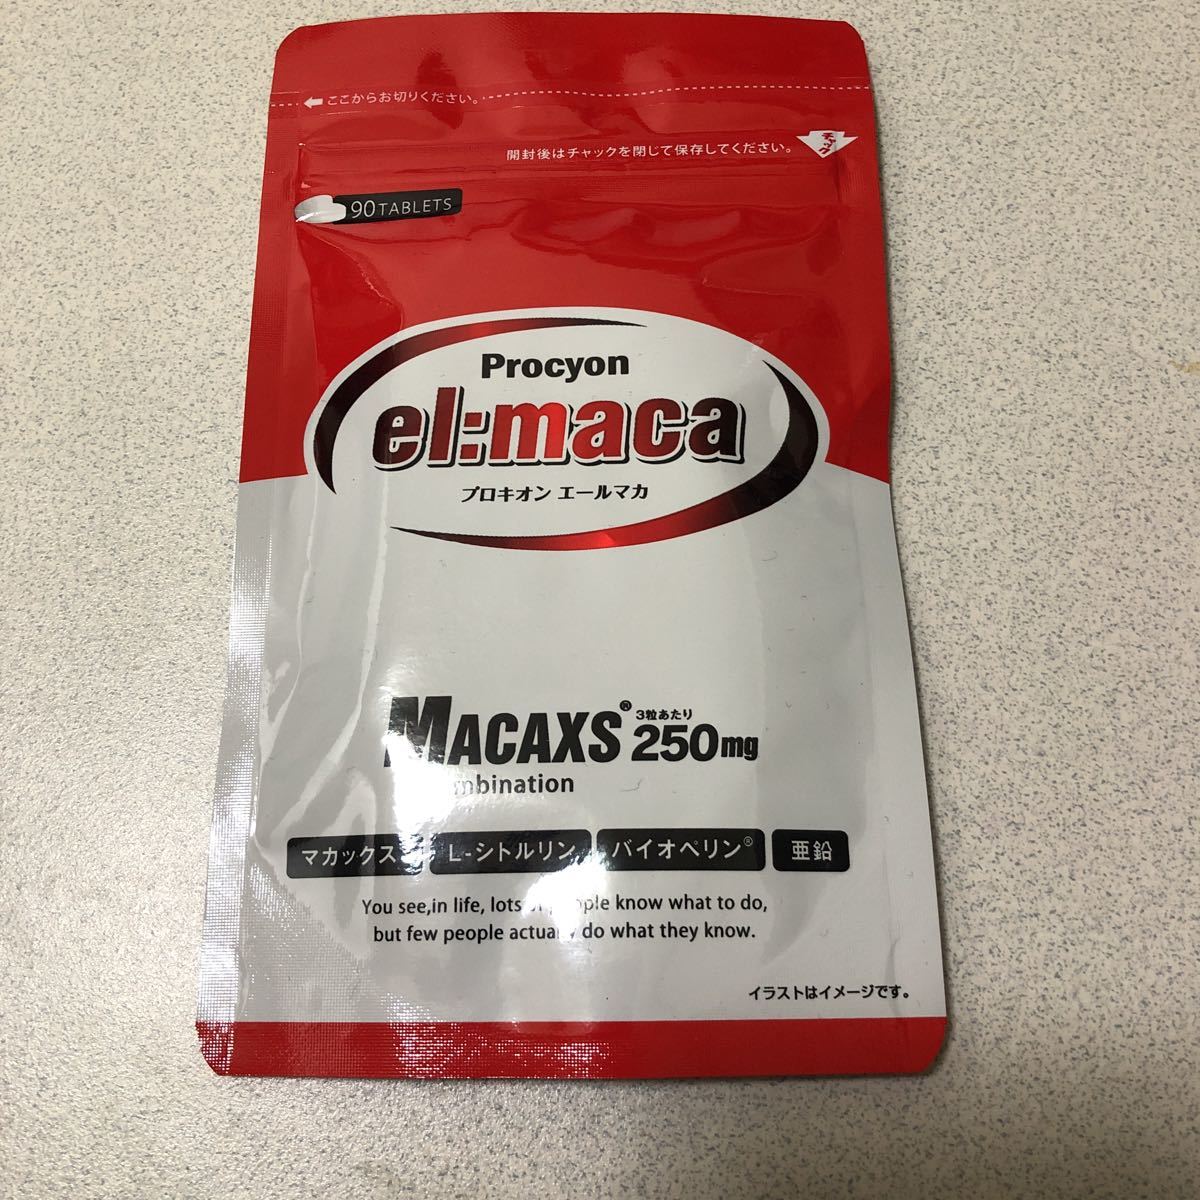 ここからお切りください。
開封後はチャックを閉じて保存してください。
チャック
90TABLETS
Procyon
el:maca
プロキオン エールマカ
MACAXS® 3粒あたり 250mg
マカックス
L-シトルリン
バイオペリン®
亜鉛
You see,in life, lots know what to do,
but few people do what they know.
イラストはイメージです。